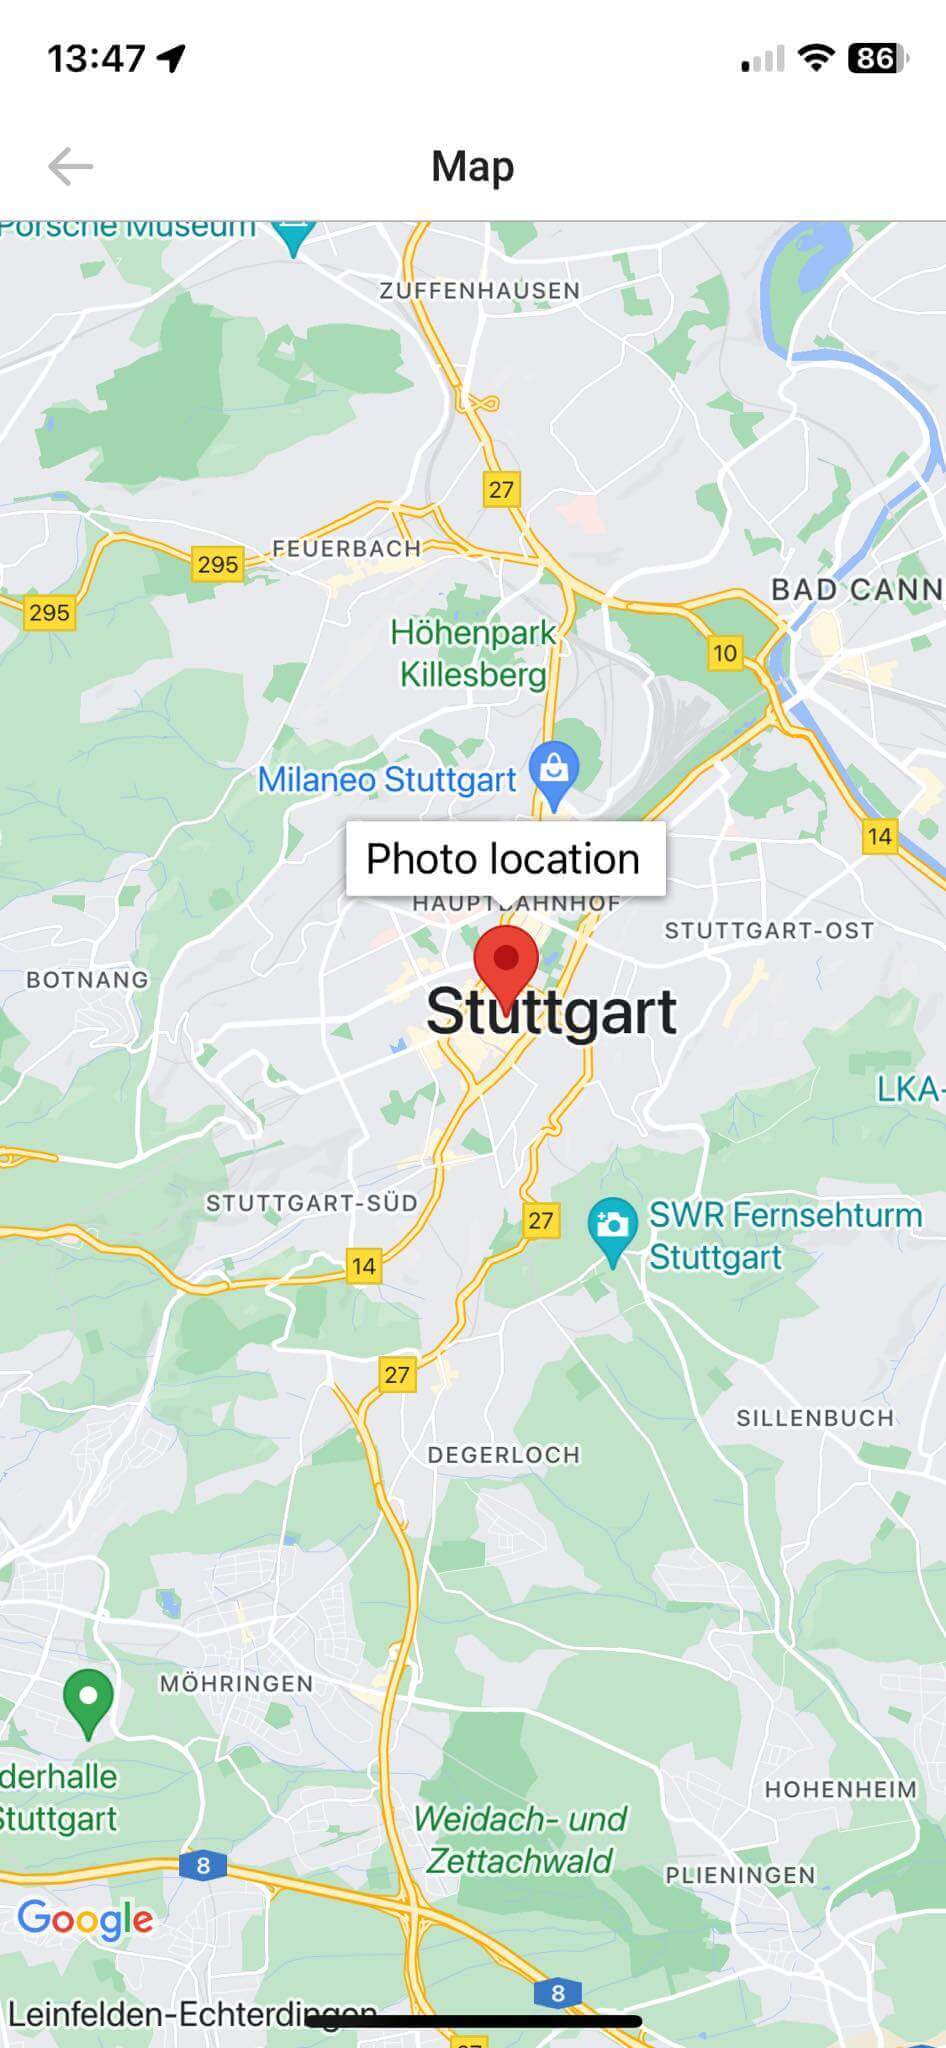 13:47
86
Map
Porsche Museum
ZUFFENHAUSEN
27
FEUERBACH
295
295
BAD CANN
Höhenpark
Killesberg
10
Milaneo Stuttgart
14
Photo location
HAUPTBAHNHOF
STUTTGART-OST
BOTNANG
Stuttgart
LKA-
STUTTGART-SÜD
27
SWR Fernsehturm
Stuttgart
14
27
SILLENBUCH
DEGERLOCH
MÖHRINGEN
derhalle
Stuttgart
HOHENHEIM
Weidach- und
Zettachwald
PLIENINGEN
8
Google
8
Leinfelden-Echterdingen
27